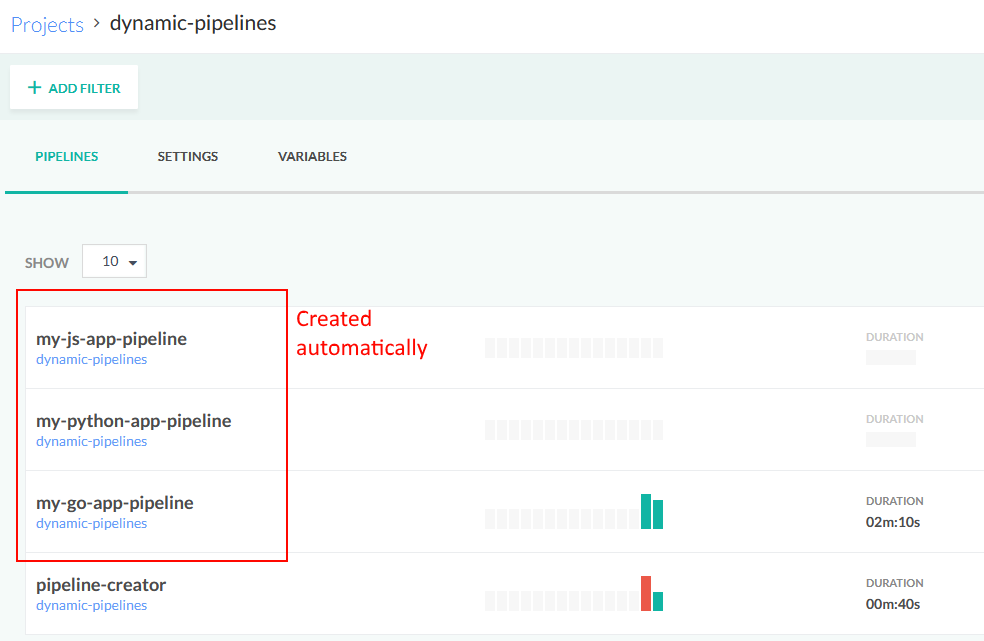 Projects > dynamic-pipelines
+ ADD FILTER
PIPELINES SETTINGS VARIABLES
SHOW 10
Created
automatically
my-js-app-pipeline DURATION
dynamic-pipelines
my-python-app-pipeline DURATION
dynamic-pipelines
my-go-app-pipeline DURATION
dynamic-pipelines 02m:10s
pipeline-creator DURATION
dynamic-pipelines 00m:40s